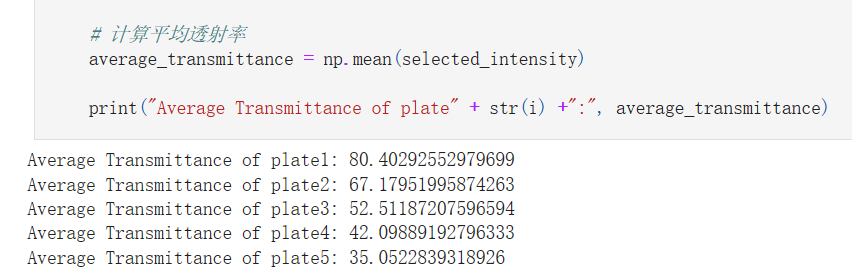 # 计算平均透射率
average_transmittance = np.mean(selected_intensity)
print("Average Transmittance of plate" + str(i) +":", average_transmittance)
Average Transmittance of plate1: 80.40292552979699
Average Transmittance of plate2: 67.17951995874263
Average Transmittance of plate3: 52.51187207596594
Average Transmittance of plate4: 42.09889192796333
Average Transmittance of plate5: 35.0522839318926